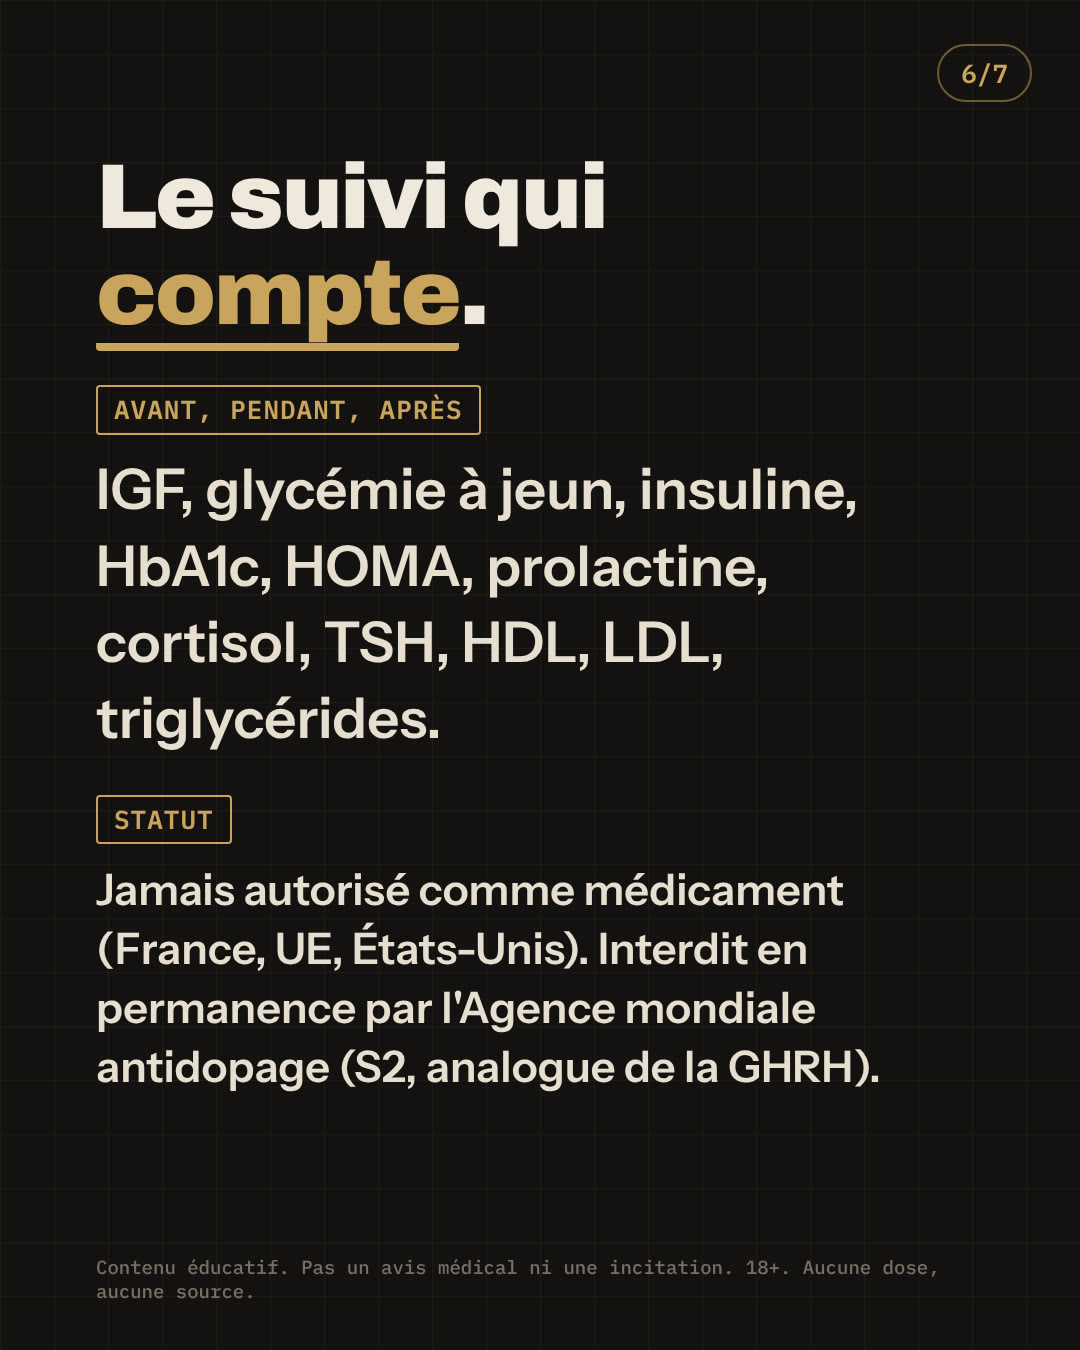 6/7
Le suivi qui
compte.
AVANT, PENDANT, APRÈS
IGF, glycémie à jeun, insuline,
HbA1c, HOMA, prolactine,
cortisol, TSH, HDL, LDL,
triglycérides.
STATUT
Jamais autorisé comme médicament
(France, UE, États-Unis). Interdit en
permanence par l'Agence mondiale
antidopage (S2, analogue de la GHRH).
Contenu éducatif. Pas un avis médical ni une incitation. 18+. Aucune dose,
aucune source.